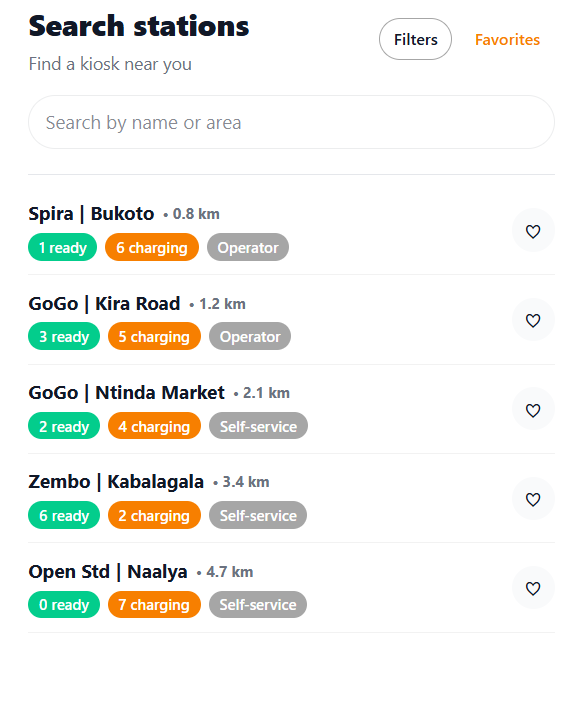 Search stations
Filters
Favorites
Find a kiosk near you
Search by name or area
Spira | Bukoto • 0.8 km
1 ready 6 charging Operator
GoGo | Kira Road • 1.2 km
3 ready 5 charging Operator
GoGo | Ntinda Market • 2.1 km
2 ready 4 charging Self-service
Zembo | Kabalagala • 3.4 km
6 ready 2 charging Self-service
Open Std | Naalya • 4.7 km
0 ready 7 charging Self-service